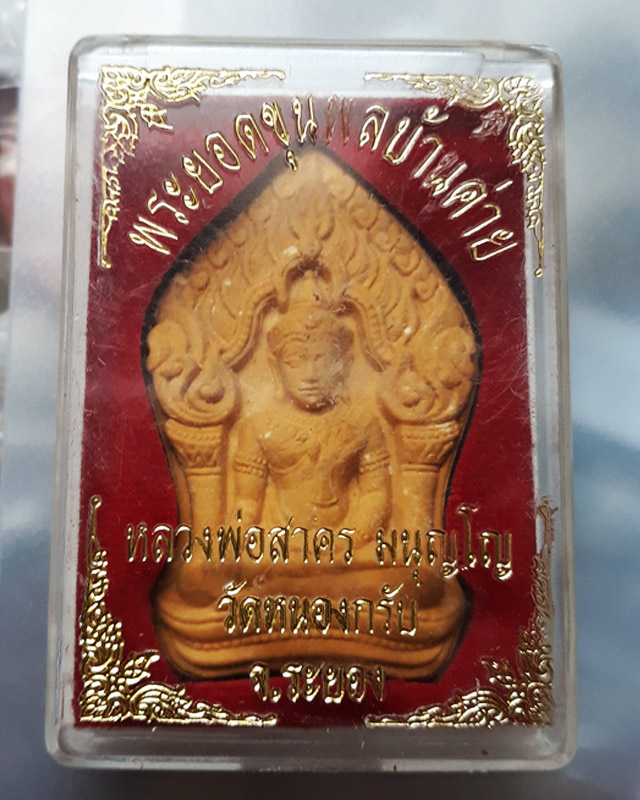 พระยอดขุนพลบ้านค่าย
หลวงพ่อสาคร มนุญโญ
วัดหนองกรับ
จ.ระยอง